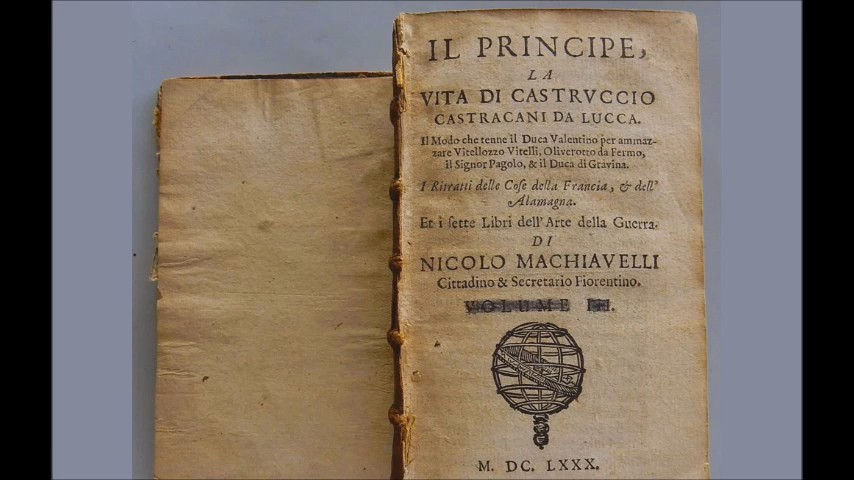 IL PRINCIPE,
LA
VITA DI CASTRVCCIO
CASTRACANI DA LUCCA.
Il Modo che tenne il Duca Valentino per ammaz-
zare Vitellozzo Vitelli, Oliverotto da Fermo,
il Signor Pagolo, & il Duca di Gravina.
I Ritratti delle Cose della Francia, & dell'
Alamagna.
Et i sette Libri dell'Arte della Guerra.
DI
NICOLO MACHIAVELLI
Cittadino & Secretario Fiorentino.
VOLUME III.
M. DC. LXXX.